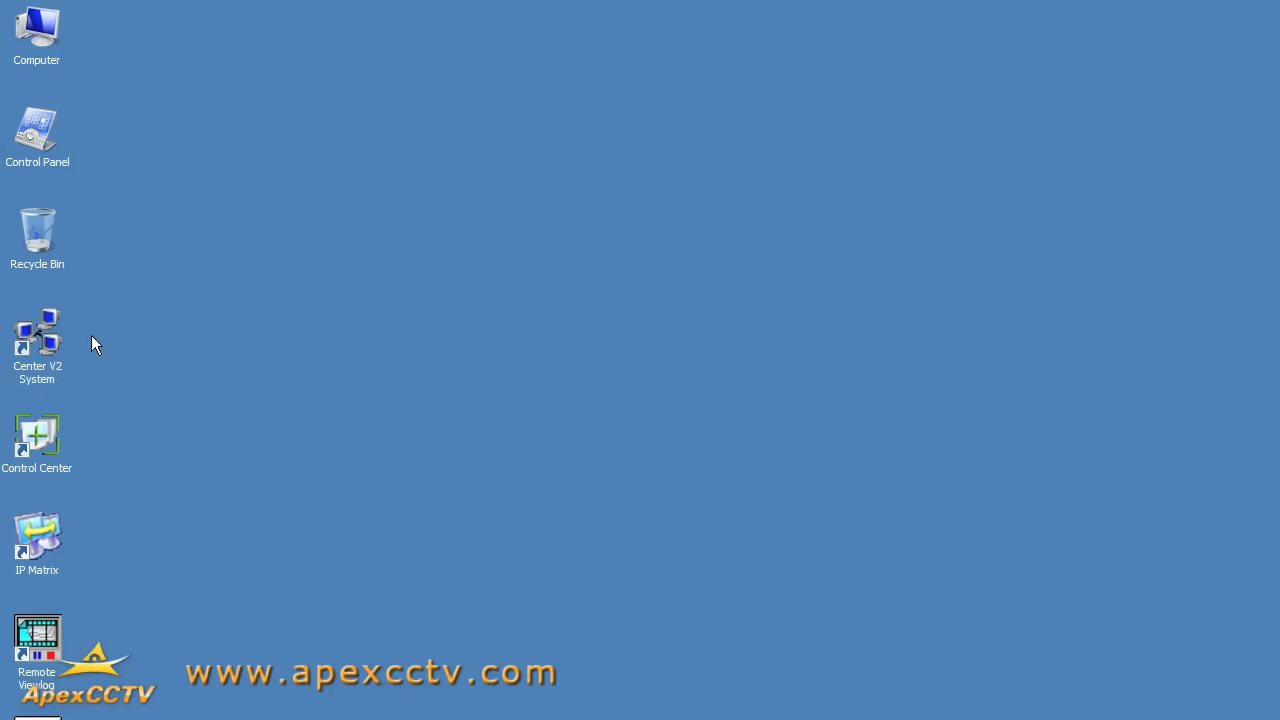 Computer
Control Panel
Recycle Bin
Center V2
System
Control Center
IP Matrix
Remote
Viewlog
ApexCCTV
www.apexcctv.com